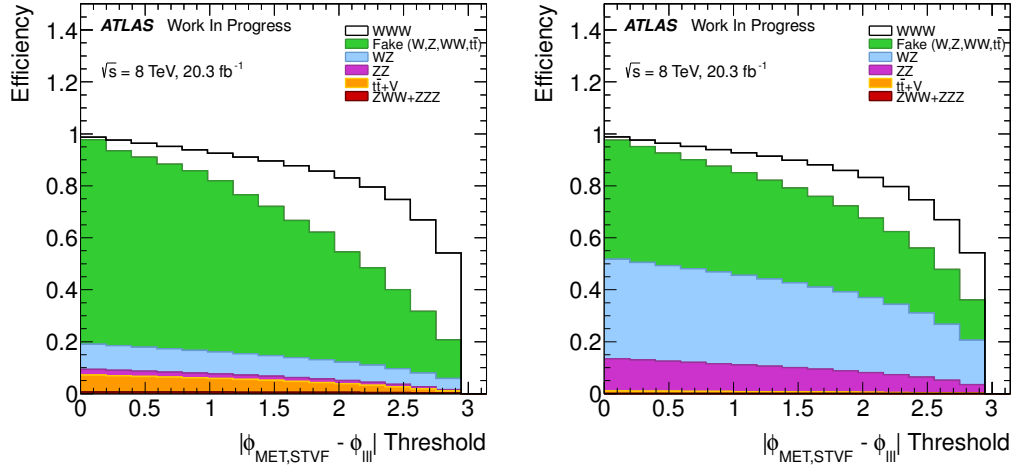 ATLAS Work In Progress
√s = 8 TeV, 20.3 fb⁻¹
WWW
Fake (W,Z,WW,tt̄)
WZ
ZZ
tt̄+V
ZWW+ZZZ
Efficiency
1.4
1.2
1
0.8
0.6
0.4
0.2
0
0 0.5 1 1.5 2 2.5 3
|ϕMET,STVF - ϕlll| Threshold
ATLAS Work In Progress
√s = 8 TeV, 20.3 fb⁻¹
WWW
Fake (W,Z,WW,tt̄)
WZ
ZZ
tt̄+V
ZWW+ZZZ
Efficiency
1.4
1.2
1
0.8
0.6
0.4
0.2
0
0 0.5 1 1.5 2 2.5 3
|ϕMET,STVF - ϕlll| Threshold